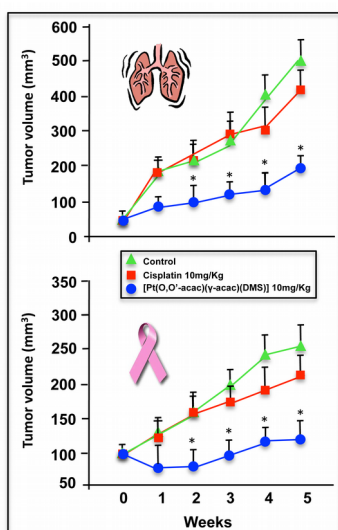 600
500
400
300
200
100
0
Tumor volume (mm³)
* * * *
Control
Cisplatin 10mg/Kg
[Pt(O,O'-acac)(γ-acac)(DMS)] 10mg/Kg
350
300
250
200
150
100
50
Tumor volume (mm³)
* * * *
0 1 2 3 4 5
Weeks